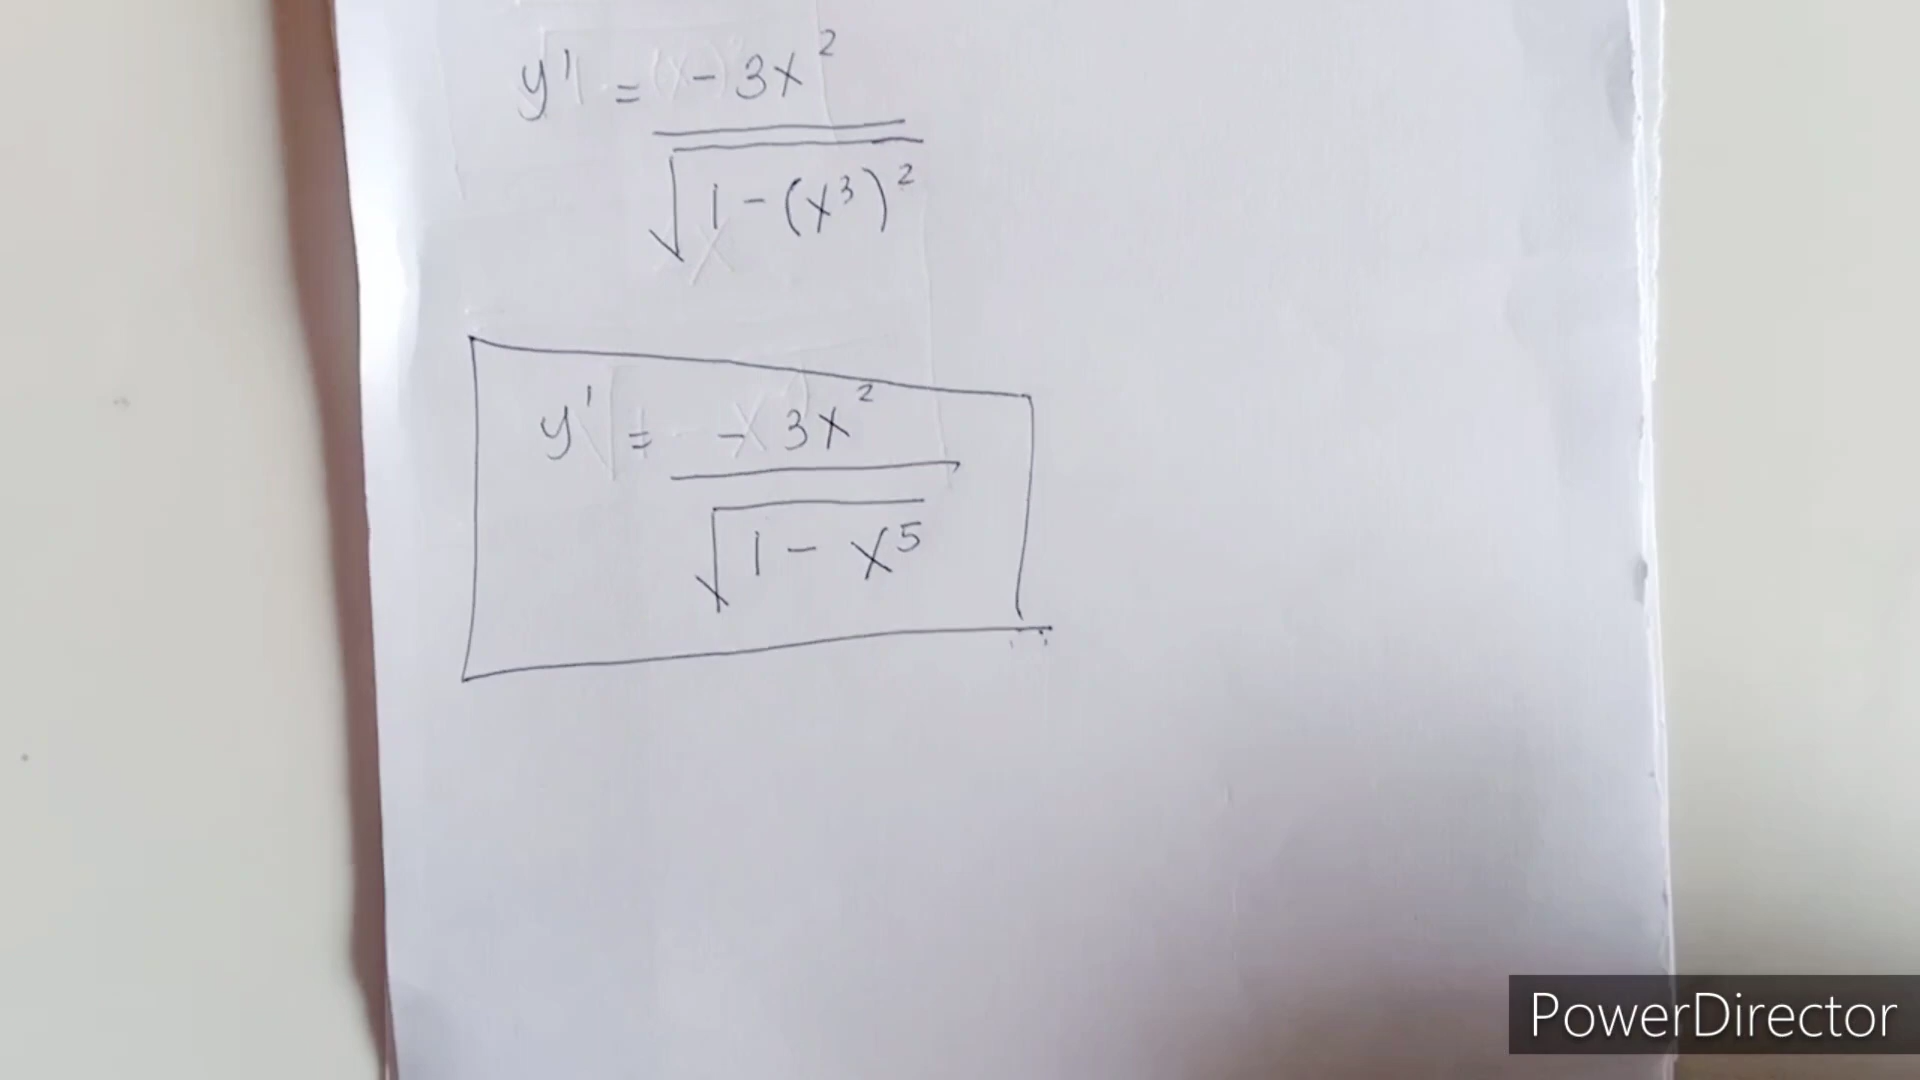 y' = - 3x²
√1 - (x³)²
y' = - 3x²
√1 - x⁵
PowerDirector